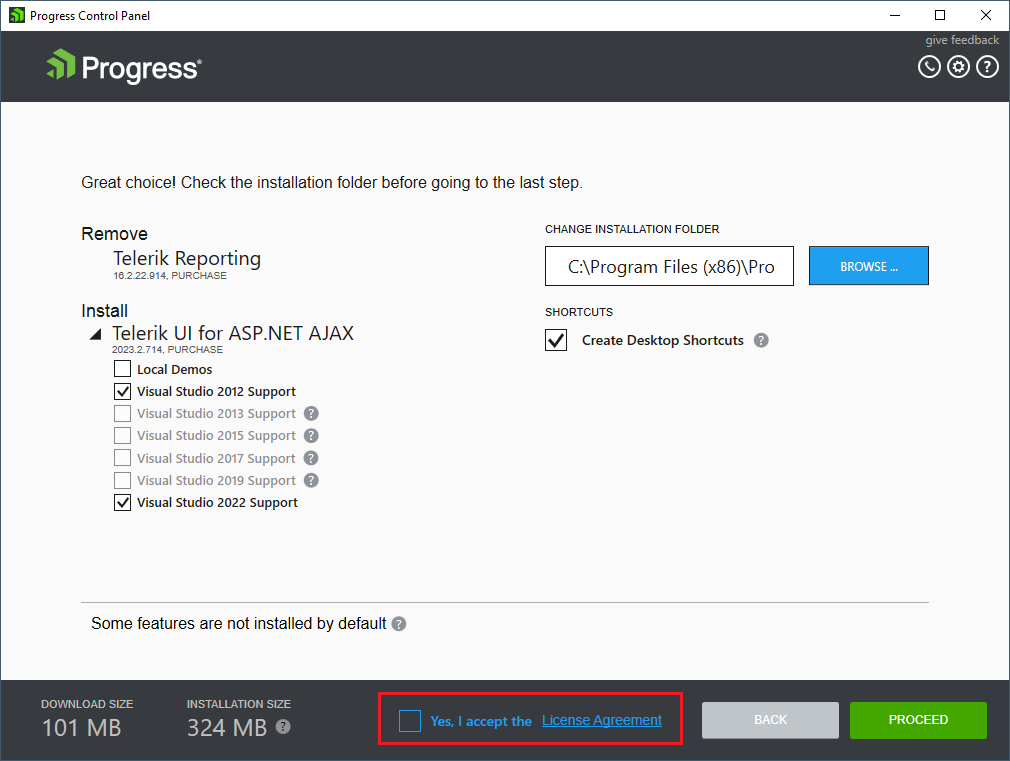 Progress Control Panel
give feedback
Progress®
Great choice! Check the installation folder before going to the last step.
Remove
Telerik Reporting
16.2.22.914, PURCHASE
Install
Telerik UI for ASP.NET AJAX
2023.2.714, PURCHASE
Local Demos
Visual Studio 2012 Support
Visual Studio 2013 Support ?
Visual Studio 2015 Support ?
Visual Studio 2017 Support ?
Visual Studio 2019 Support ?
Visual Studio 2022 Support
CHANGE INSTALLATION FOLDER
C:\Program Files (x86)\Pro
BROWSE ...
SHORTCUTS
Create Desktop Shortcuts ?
Some features are not installed by default ?
DOWNLOAD SIZE
101 MB
INSTALLATION SIZE
324 MB ?
Yes, I accept the License Agreement
BACK
PROCEED